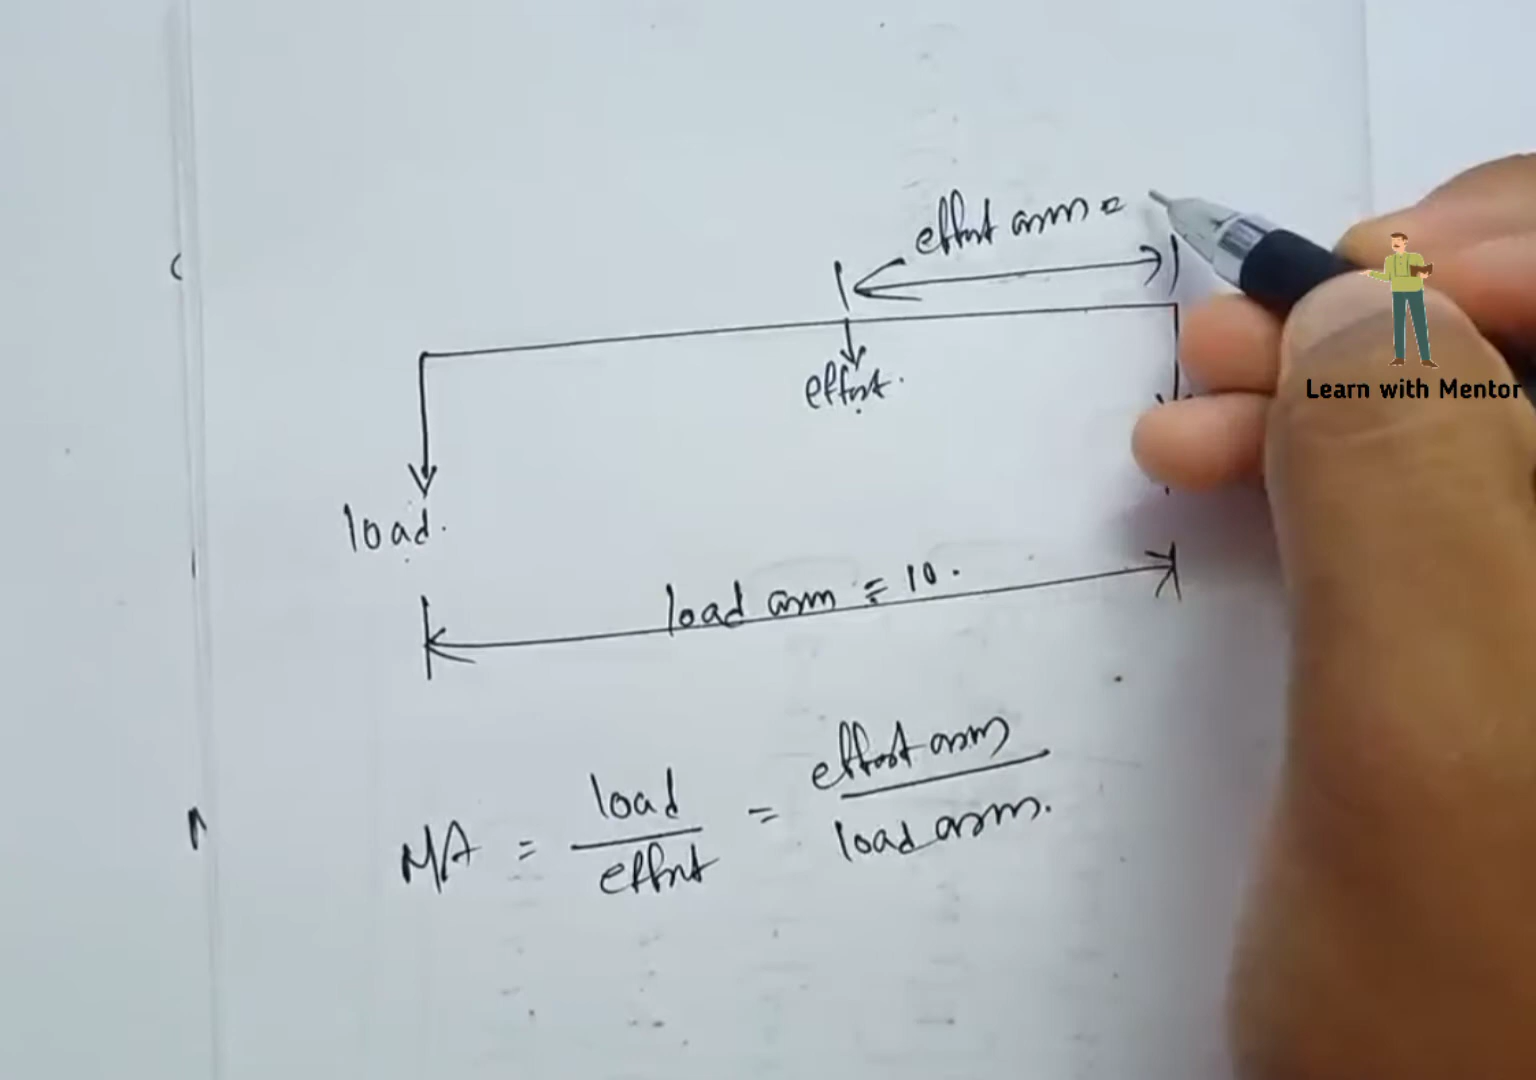 effort arm =
effort.
Learn with Mentor
load.
load arm = 10.
MA = load / effort = effort arm / load arm.